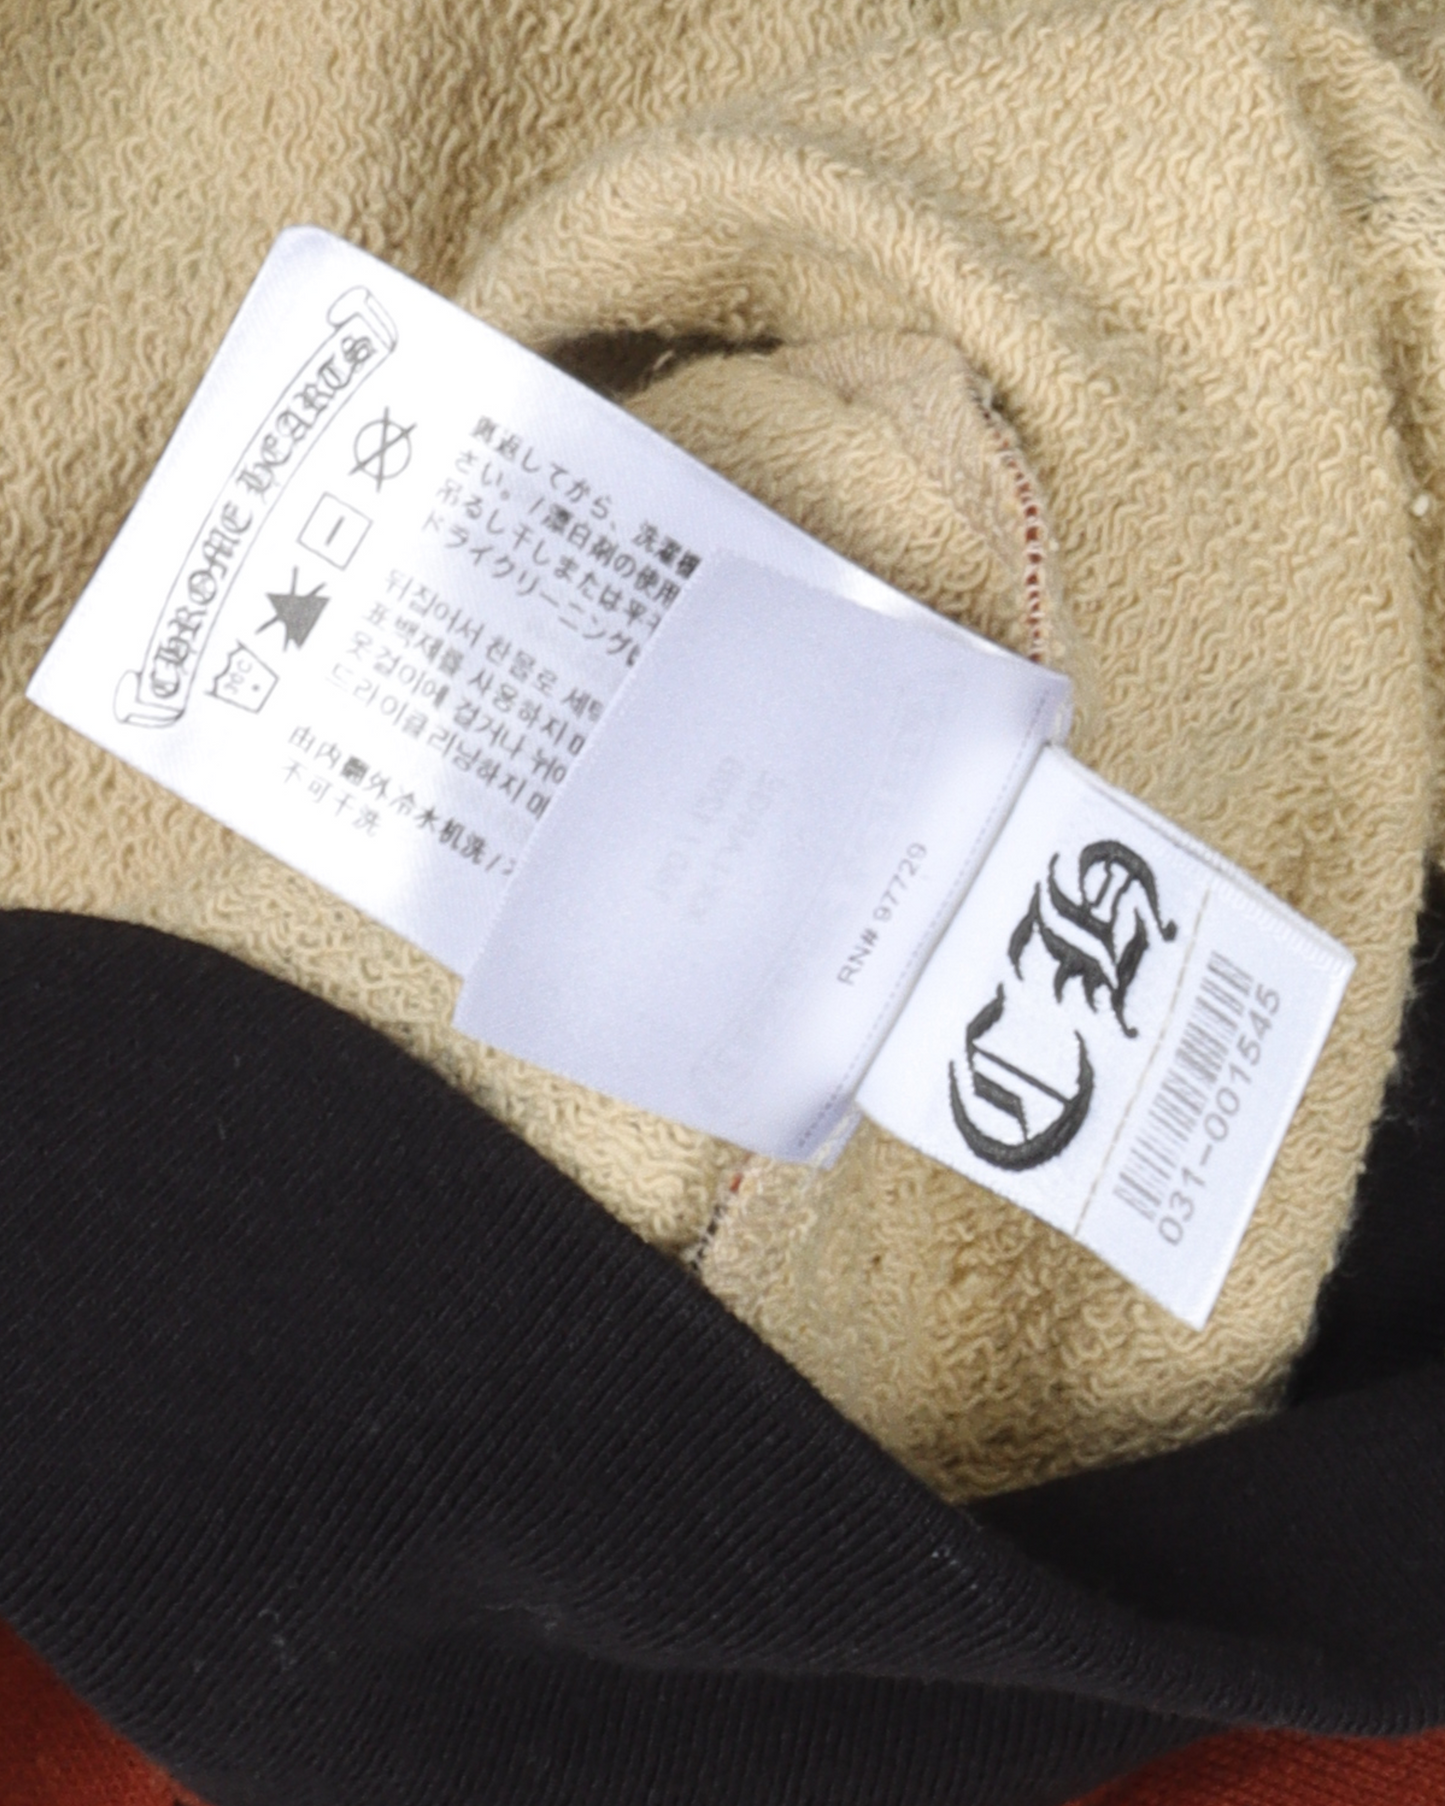 CHROME HEARTS
30C
裏返してから、洗濯機
さい。/漂白剤の使用
吊るし干しまたは平
ドライクリーニング
뒤집어서 찬물로 세탁
표백제를 사용하지 마
옷걸이에 걸거나 뉘어
드라이클리닝하지 마
由内翻外冷水机洗/
不可干洗
RN# 97729
CH
031-001545